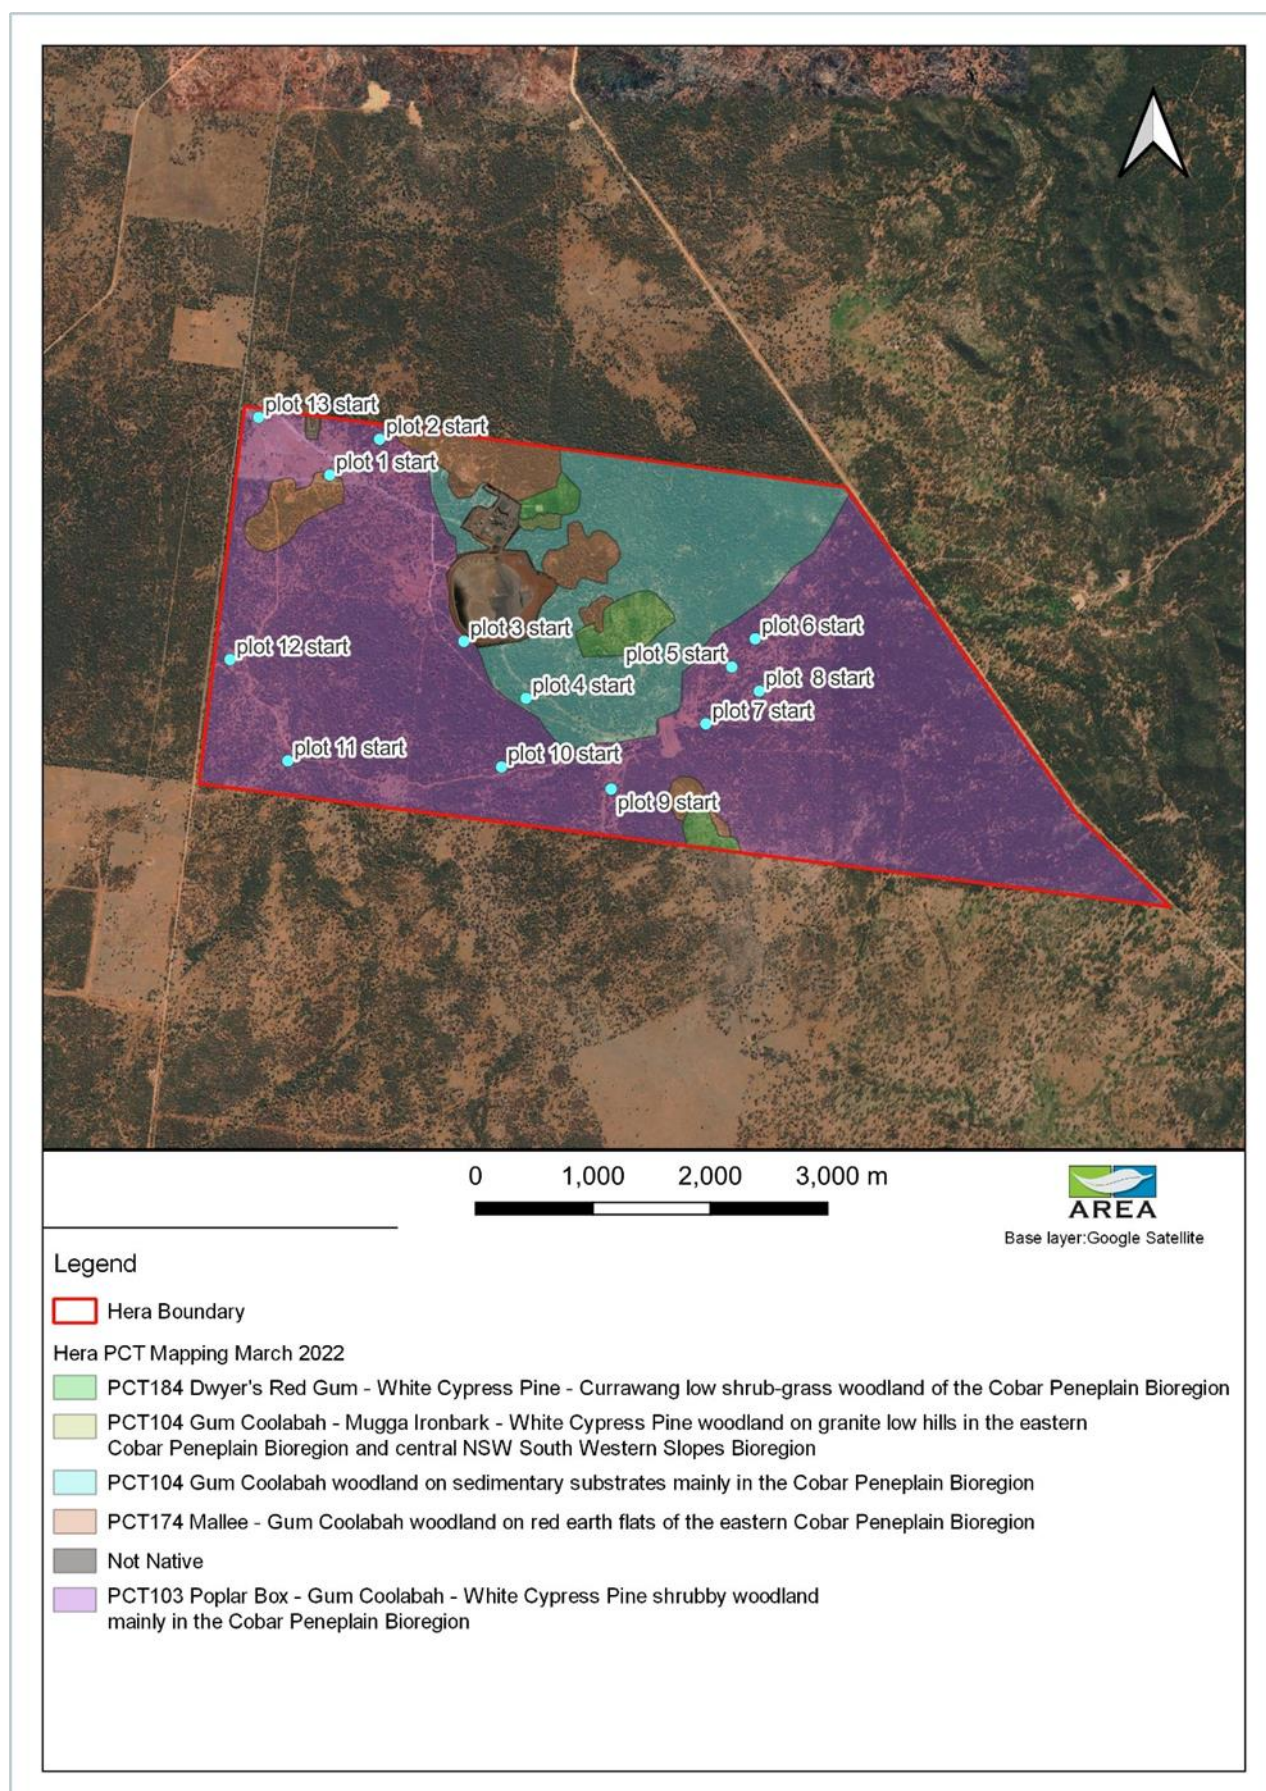 plot 13 start
plot 2 start
plot 1 start
plot 3 start
plot 6 start
plot 12 start
plot 5 start
plot  8 start
plot 4 start
plot 7 start
plot 11 start
plot 10 start
plot 9 start
0 1,000 2,000 3,000 m
AREA
Base layer:Google Satellite
Legend
Hera Boundary
Hera PCT Mapping March 2022
PCT184 Dwyer's Red Gum - White Cypress Pine - Currawang low shrub-grass woodland of the Cobar Peneplain Bioregion
PCT104 Gum Coolabah - Mugga Ironbark - White Cypress Pine woodland on granite low hills in the eastern
Cobar Peneplain Bioregion and central NSW South Western Slopes Bioregion
PCT104 Gum Coolabah woodland on sedimentary substrates mainly in the Cobar Peneplain Bioregion
PCT174 Mallee - Gum Coolabah woodland on red earth flats of the eastern Cobar Peneplain Bioregion
Not Native
PCT103 Poplar Box - Gum Coolabah - White Cypress Pine shrubby woodland
mainly in the Cobar Peneplain Bioregion